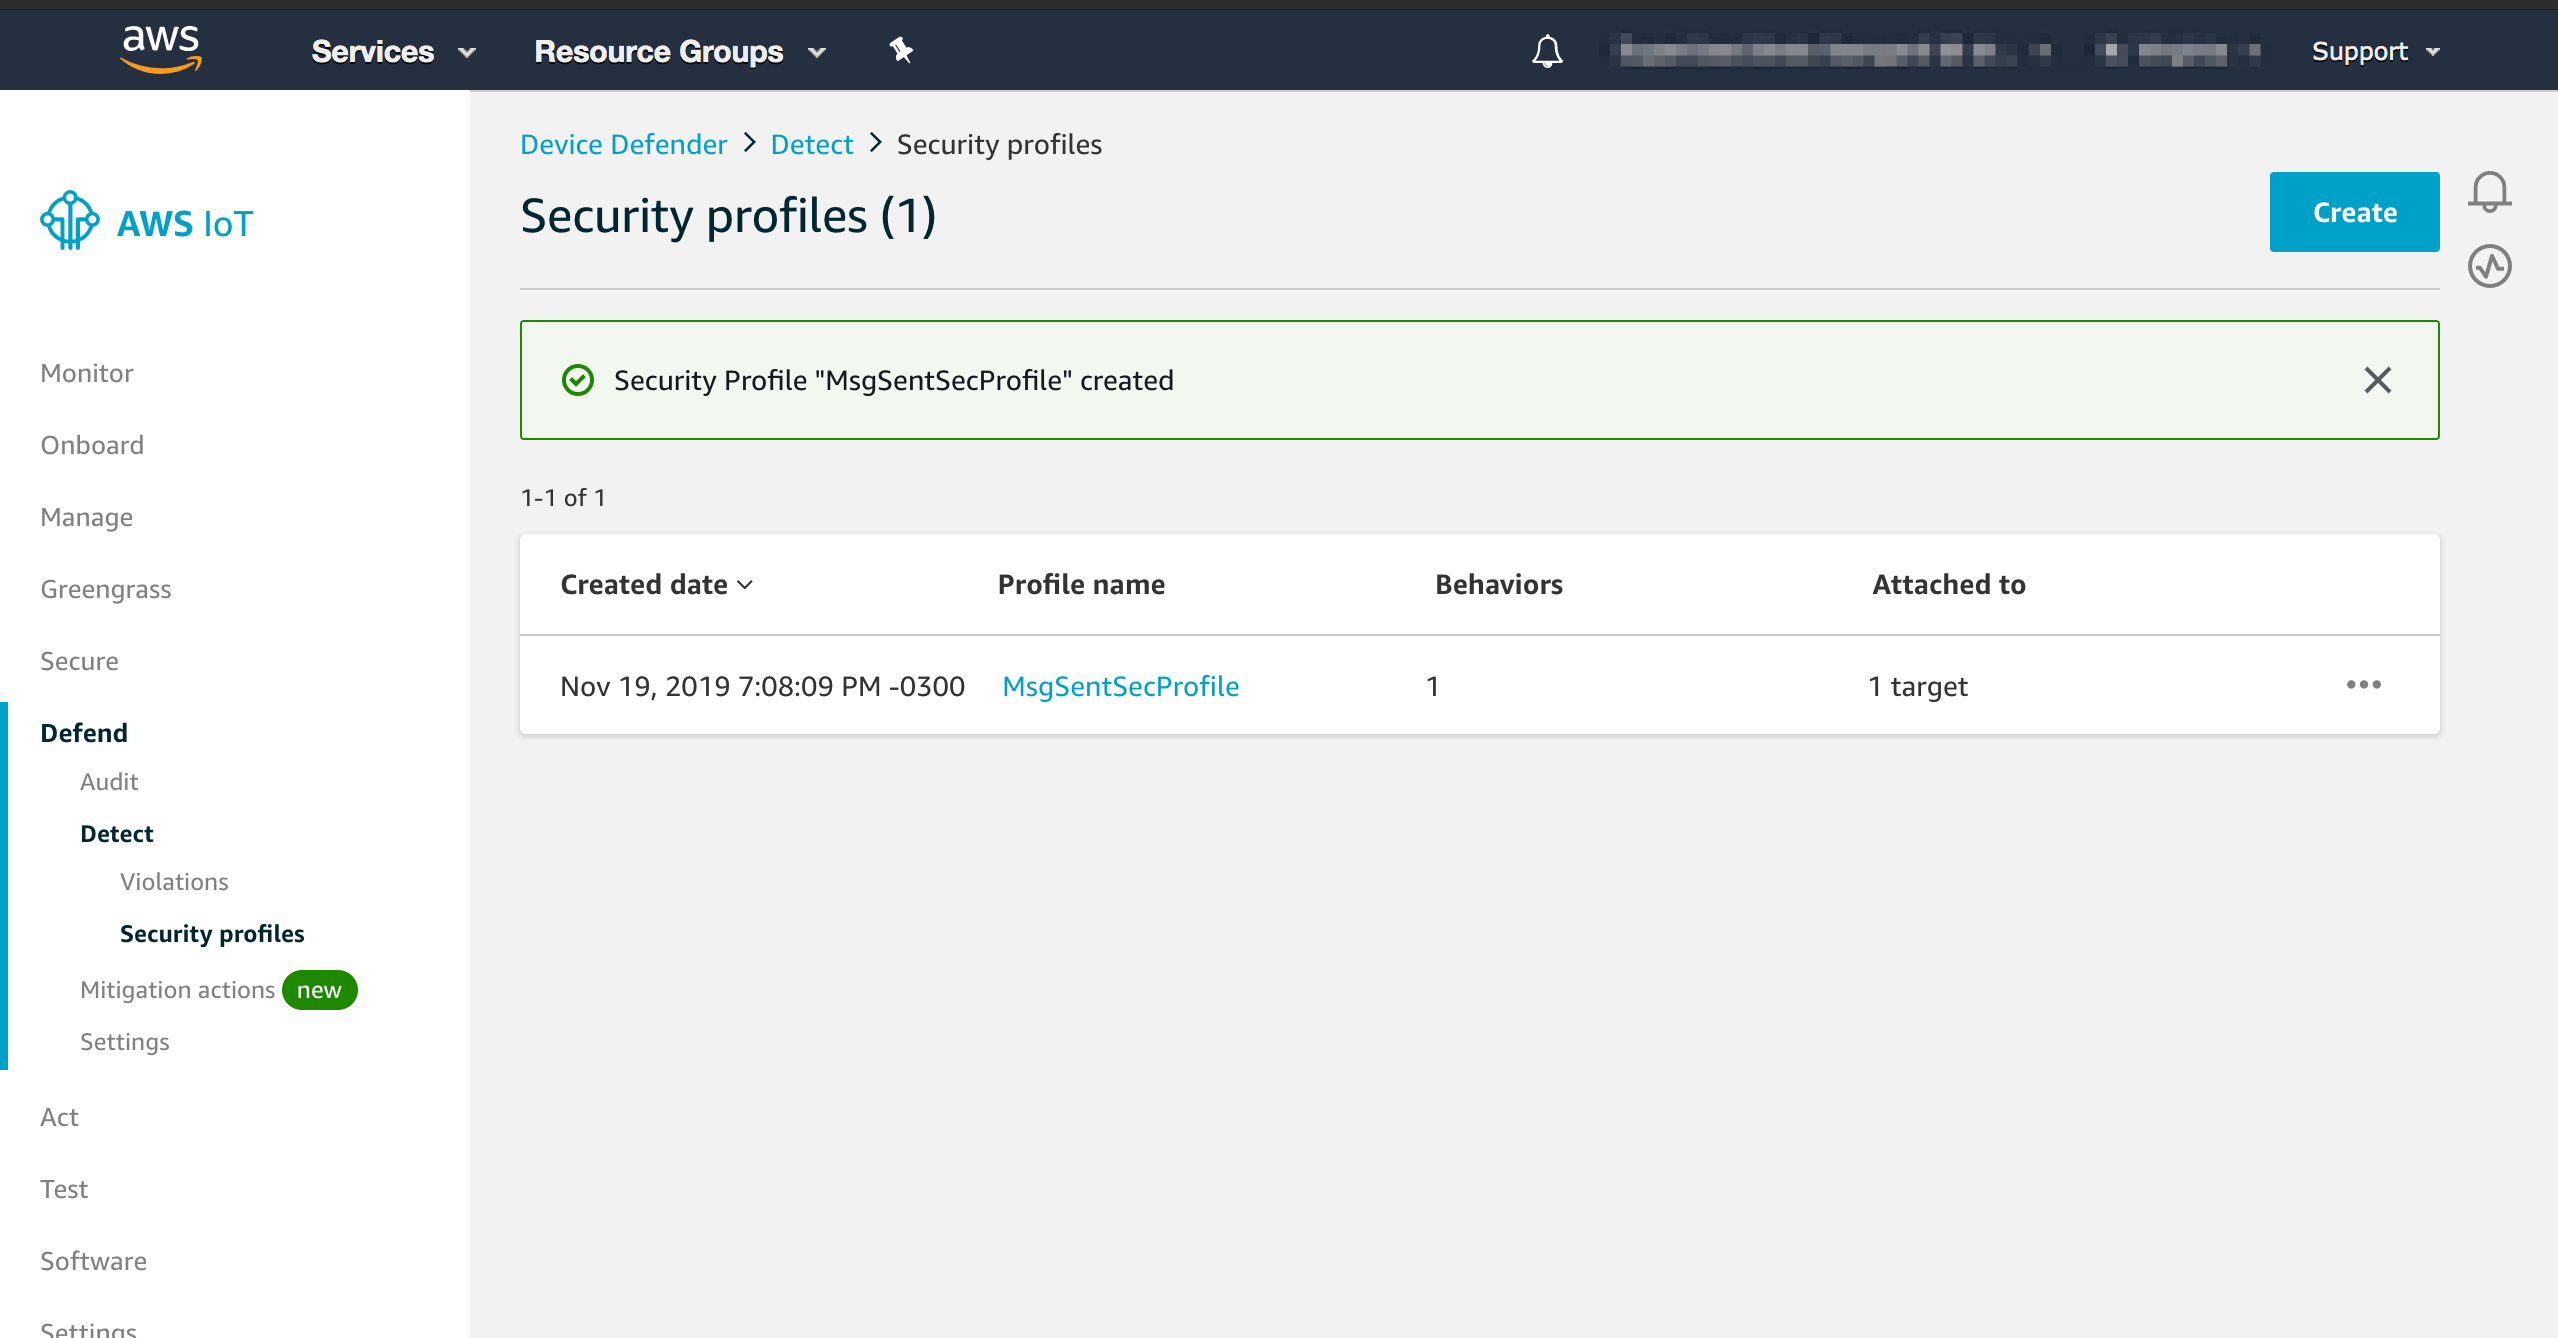 aws Services Resource Groups Support
AWS IoT
Monitor
Onboard
Manage
Greengrass
Secure
Defend
Audit
Detect
Violations
Security profiles
Mitigation actions new
Settings
Act
Test
Software
Settings
Device Defender > Detect > Security profiles
Security profiles (1)
Create
Security Profile "MsgSentSecProfile" created
1-1 of 1
Created date Profile name Behaviors Attached to
Nov 19, 2019 7:08:09 PM -0300 MsgSentSecProfile 1 1 target